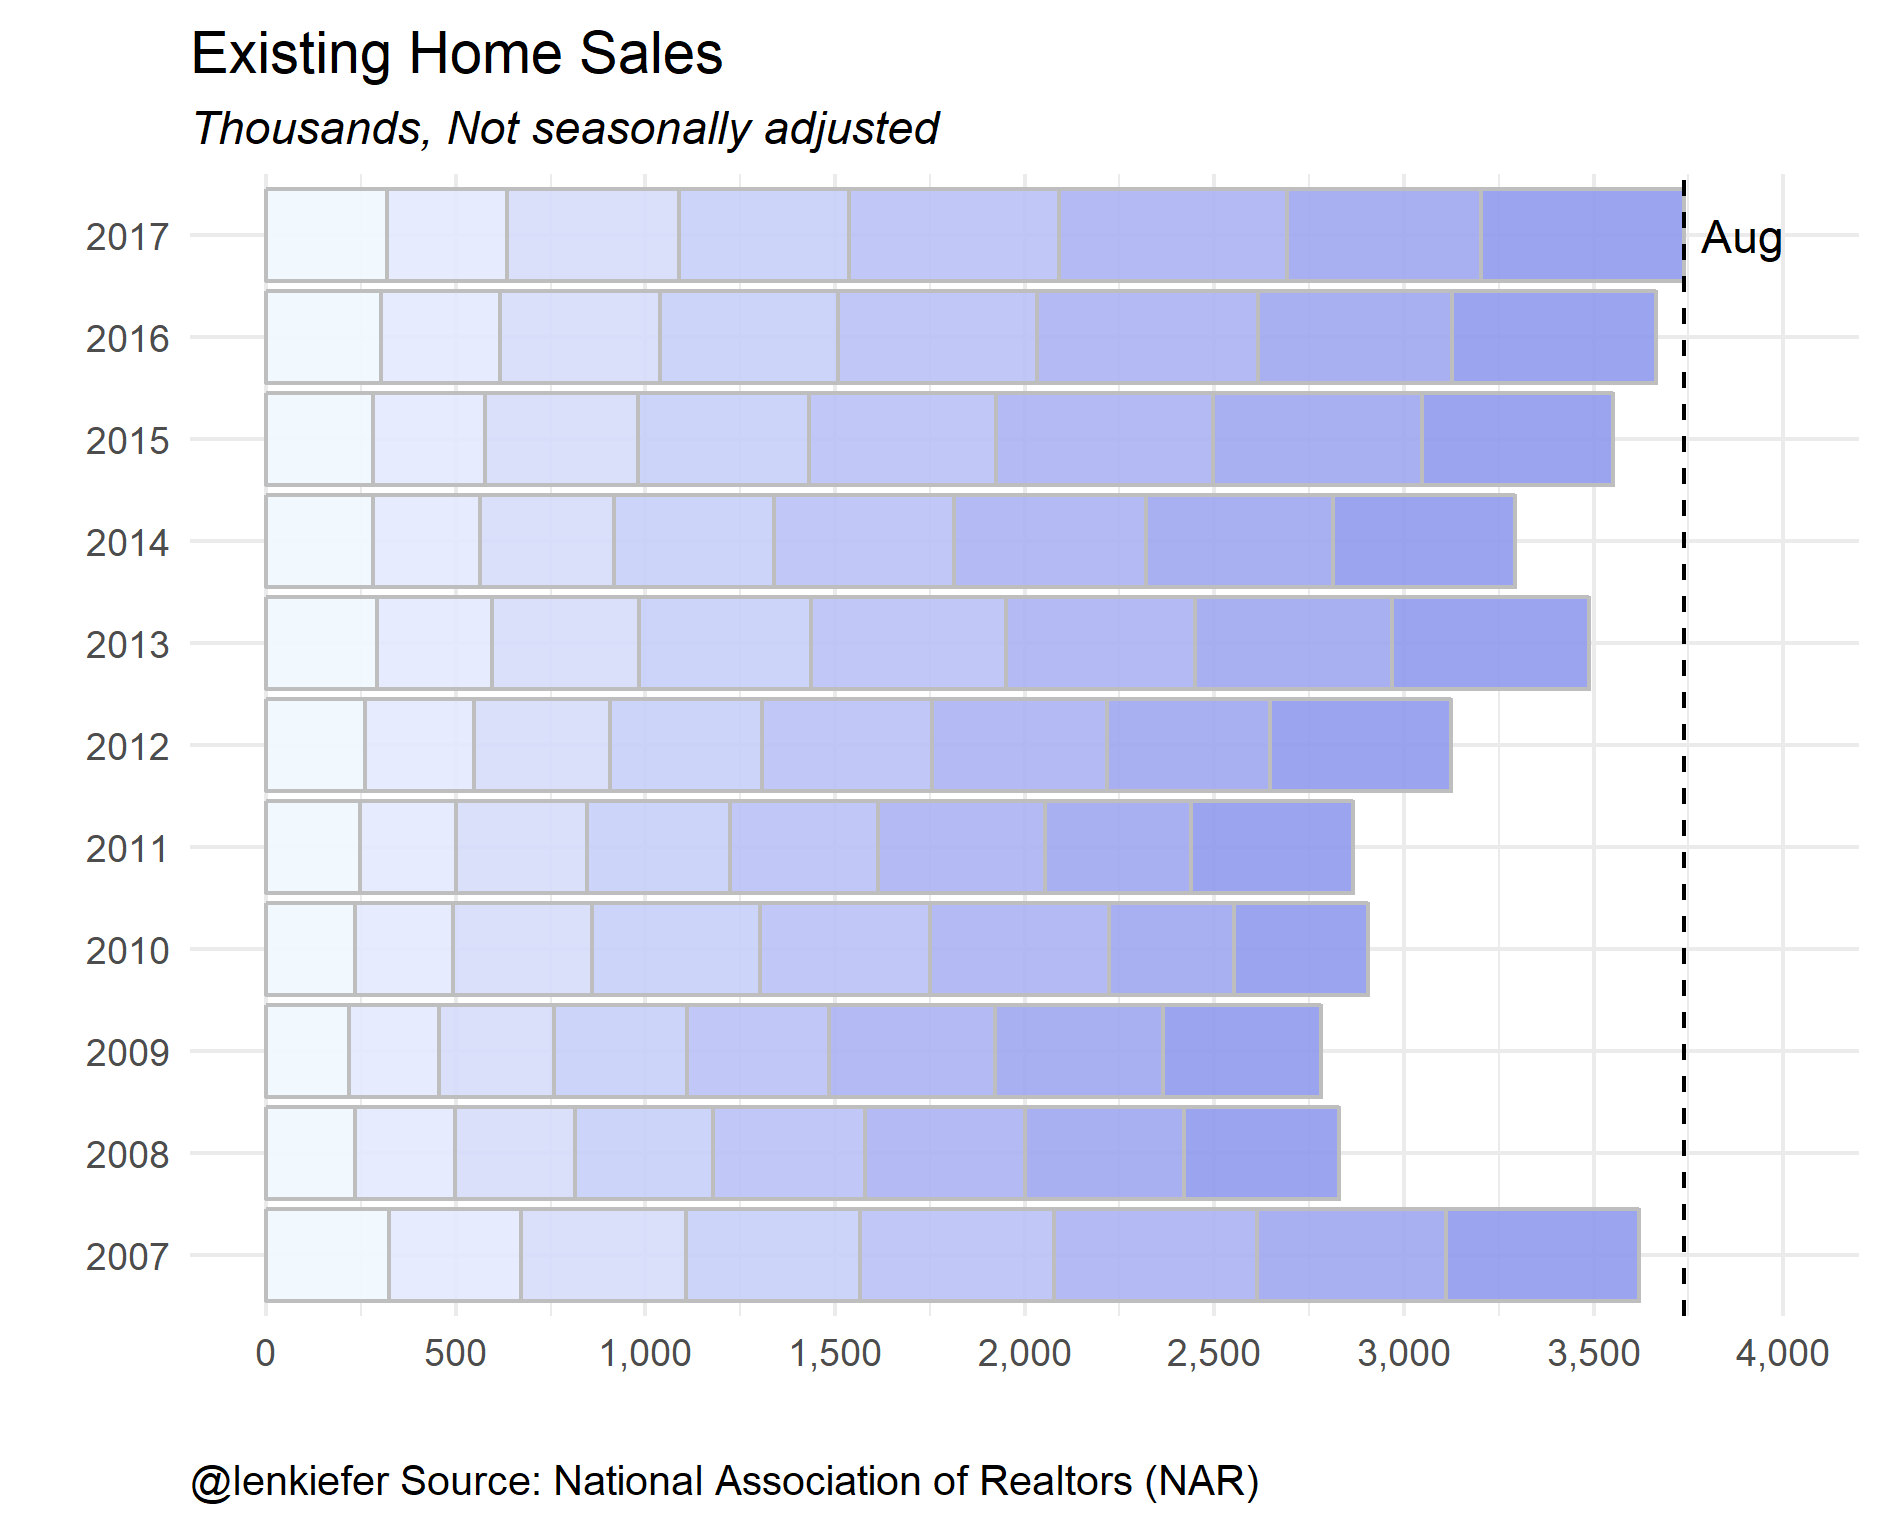 Existing Home Sales
Thousands, Not seasonally adjusted
2017
Aug
2016
2015
2014
2013
2012
2011
2010
2009
2008
2007
0 500 1,000 1,500 2,000 2,500 3,000 3,500 4,000
@lenkiefer Source: National Association of Realtors (NAR)